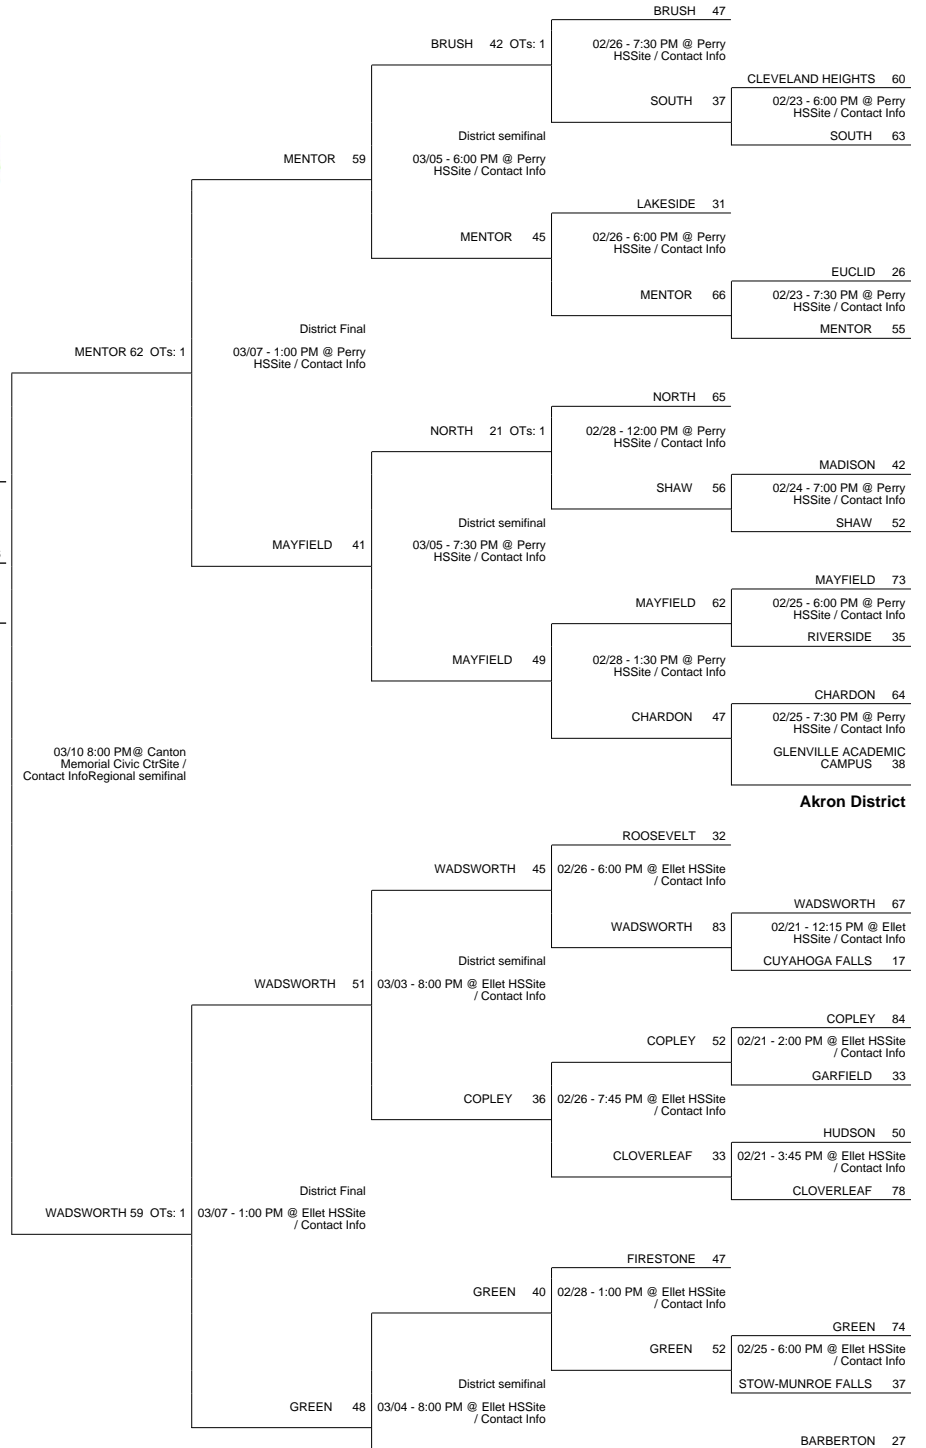 BRUSH 47
BRUSH 42 OTs: 1
02/26 - 7:30 PM @ Perry
HSSite / Contact Info
CLEVELAND HEIGHTS 60
SOUTH 37
02/23 - 6:00 PM @ Perry
HSSite / Contact Info
SOUTH 63
District semifinal
MENTOR 59
03/05 - 6:00 PM @ Perry
HSSite / Contact Info
LAKESIDE 31
MENTOR 45
02/26 - 6:00 PM @ Perry
HSSite / Contact Info
EUCLID 26
MENTOR 66
02/23 - 7:30 PM @ Perry
HSSite / Contact Info
MENTOR 55
District Final
MENTOR 62 OTs: 1
03/07 - 1:00 PM @ Perry
HSSite / Contact Info
NORTH 65
NORTH 21 OTs: 1
02/28 - 12:00 PM @ Perry
HSSite / Contact Info
MADISON 42
SHAW 56
02/24 - 7:00 PM @ Perry
HSSite / Contact Info
SHAW 52
District semifinal
MAYFIELD 41
03/05 - 7:30 PM @ Perry
HSSite / Contact Info
MAYFIELD 73
MAYFIELD 62
02/25 - 6:00 PM @ Perry
HSSite / Contact Info
RIVERSIDE 35
MAYFIELD 49
02/28 - 1:30 PM @ Perry
HSSite / Contact Info
CHARDON 64
CHARDON 47
02/25 - 7:30 PM @ Perry
HSSite / Contact Info
GLENVILLE ACADEMIC
CAMPUS 38
03/10 8:00 PM@ Canton
Memorial Civic CtrSite /
Contact InfoRegional semifinal
Akron District
ROOSEVELT 32
WADSWORTH 45
02/26 - 6:00 PM @ Ellet HSSite
/ Contact Info
WADSWORTH 67
WADSWORTH 83
02/21 - 12:15 PM @ Ellet
HSSite / Contact Info
CUYAHOGA FALLS 17
District semifinal
WADSWORTH 51
03/03 - 8:00 PM @ Ellet HSSite
/ Contact Info
COPLEY 84
COPLEY 52
02/21 - 2:00 PM @ Ellet HSSite
/ Contact Info
GARFIELD 33
COPLEY 36
02/26 - 7:45 PM @ Ellet HSSite
/ Contact Info
HUDSON 50
CLOVERLEAF 33
02/21 - 3:45 PM @ Ellet HSSite
/ Contact Info
CLOVERLEAF 78
District Final
WADSWORTH 59 OTs: 1
03/07 - 1:00 PM @ Ellet HSSite
/ Contact Info
FIRESTONE 47
GREEN 40
02/28 - 1:00 PM @ Ellet HSSite
/ Contact Info
GREEN 74
GREEN 52
02/25 - 6:00 PM @ Ellet HSSite
/ Contact Info
STOW-MUNROE FALLS 37
District semifinal
GREEN 48
03/04 - 8:00 PM @ Ellet HSSite
/ Contact Info
BARBERTON 27